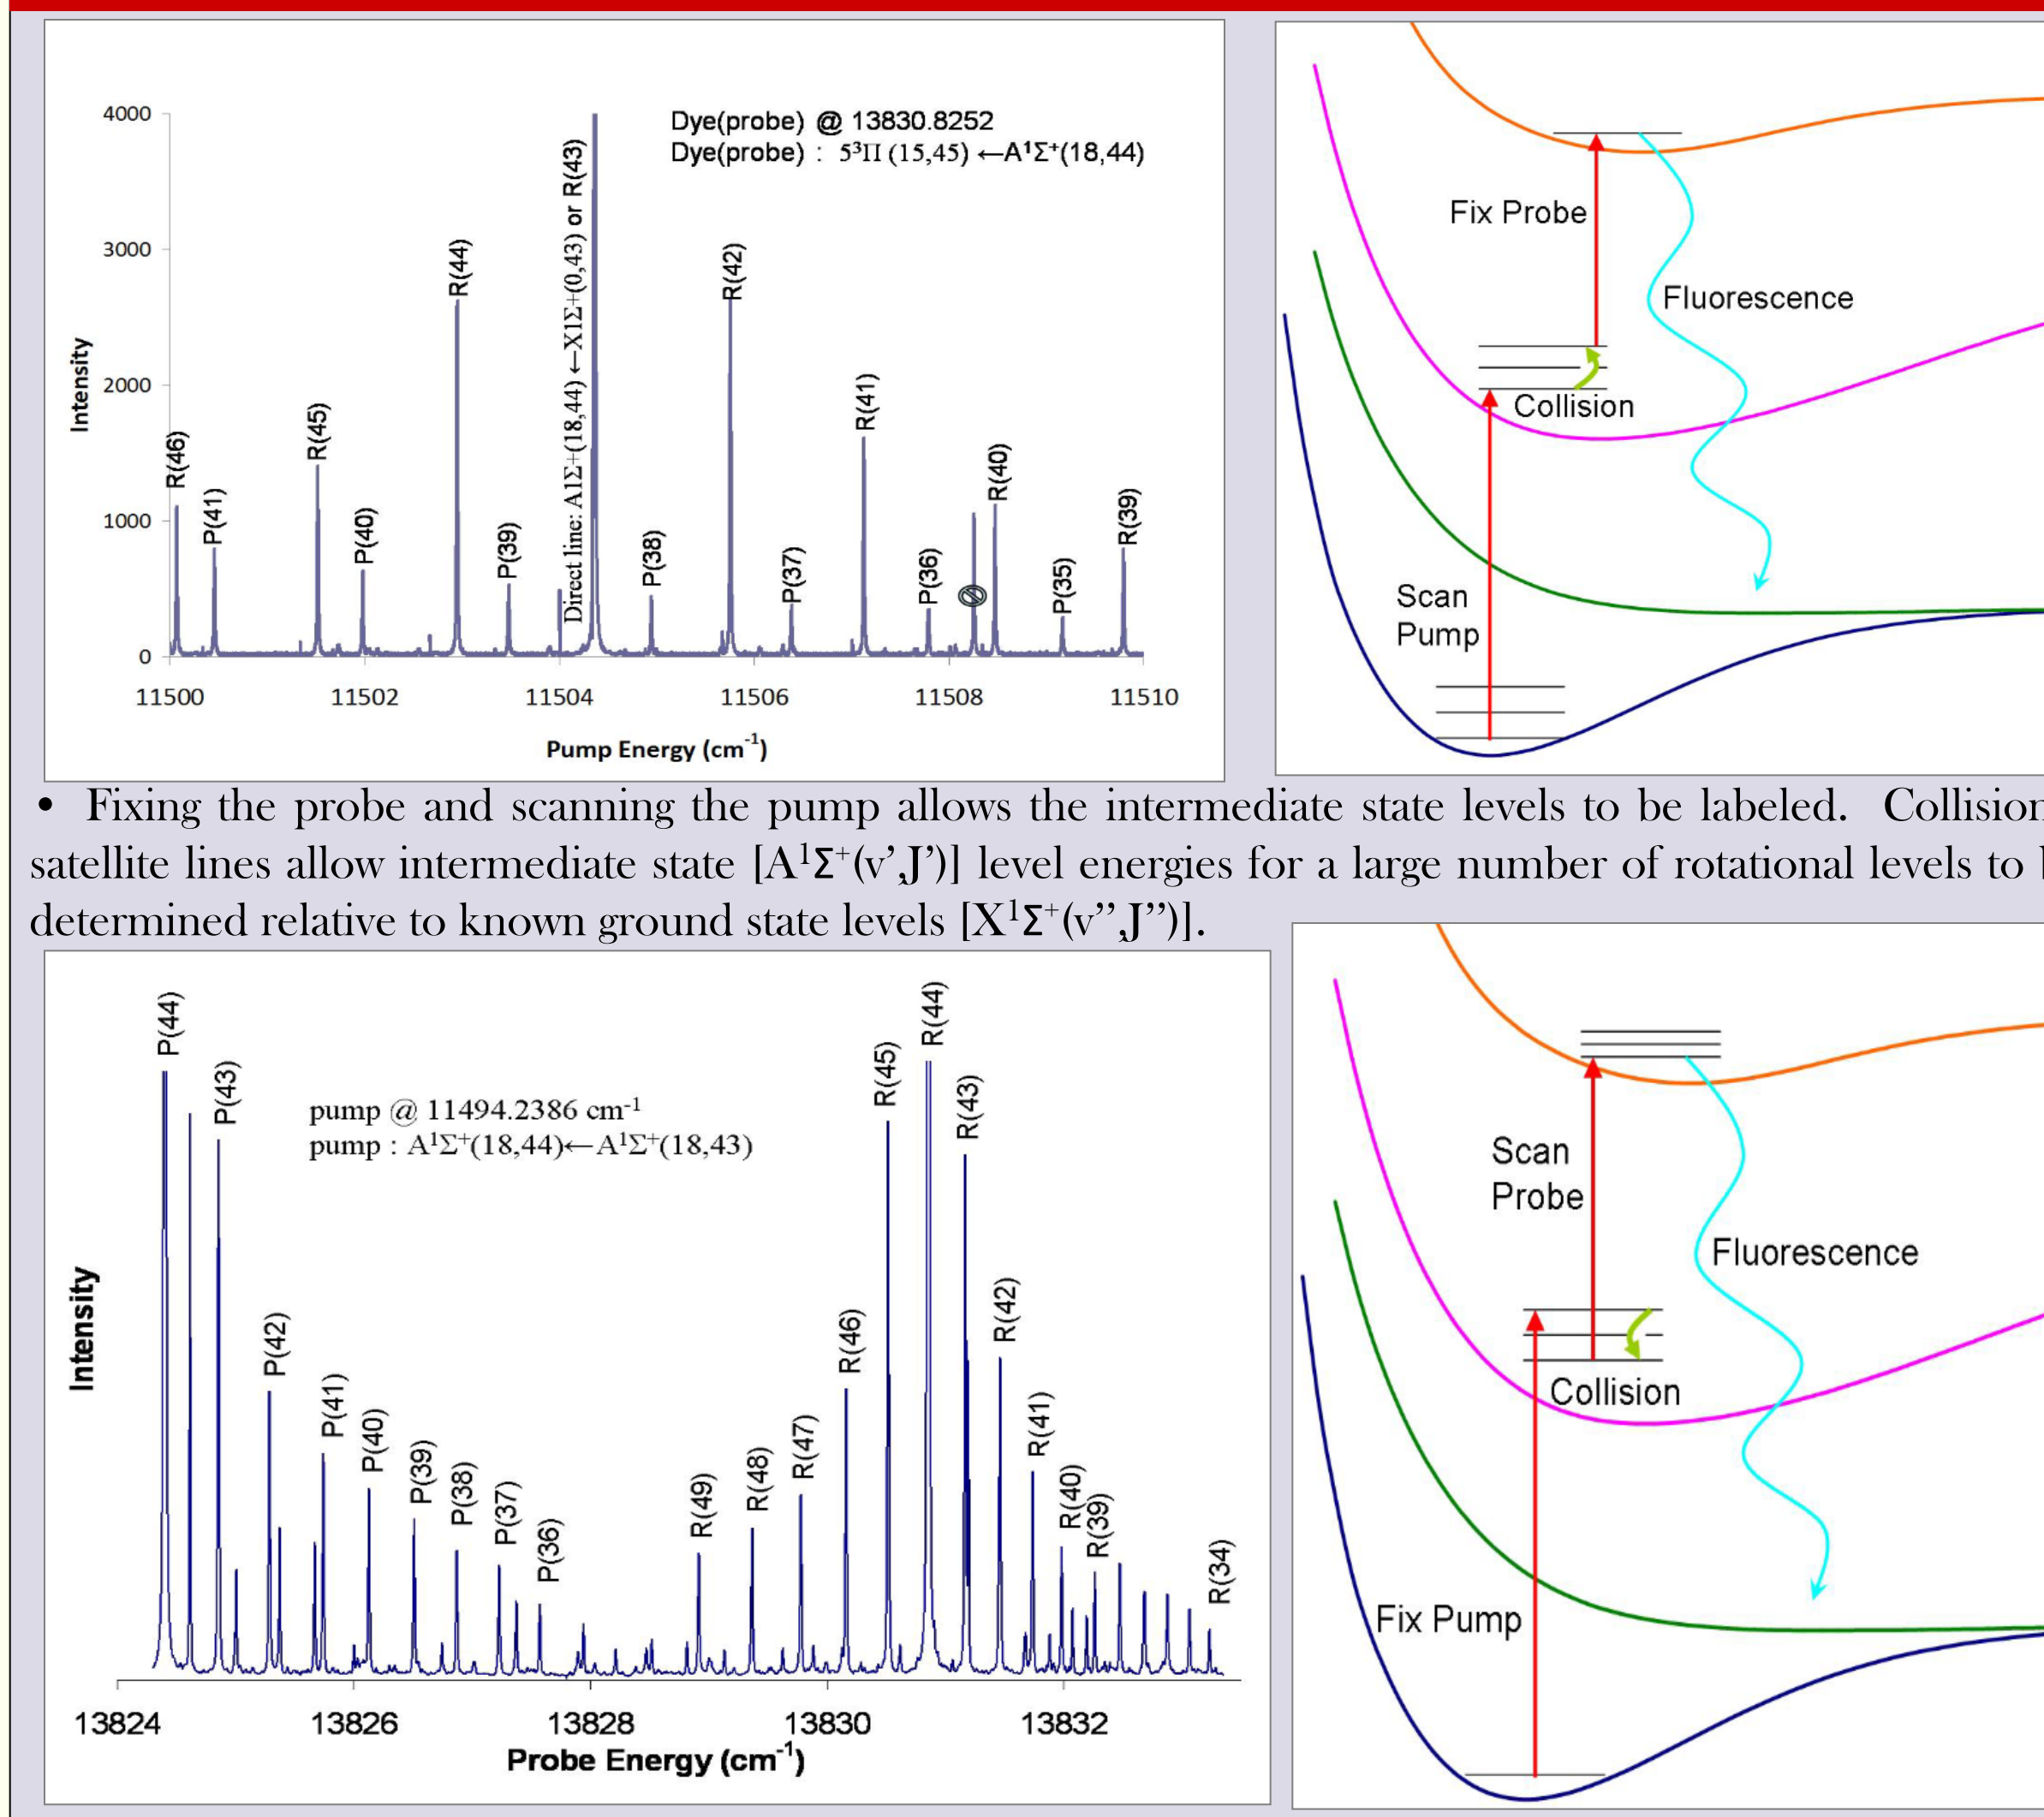 4000
3000
2000
1000
0
Intensity
11500 11502 11504 11506 11508 11510
Pump Energy (cm⁻¹)
Dye(probe) @ 13830.8252
Dye(probe) : 5³Π (15,45) ←A¹Σ⁺(18,44)
R(46)
P(41)
R(45)
P(40)
R(44)
P(39)
Direct line: A1Σ+(18,44) ←X1Σ+(0,43) or R(43)
P(38)
R(42)
P(37)
R(41)
P(36)
R(40)
P(35)
R(39)
Fix Probe
Fluorescence
Collision
Scan
Pump
• Fixing the probe and scanning the pump allows the intermediate state levels to be labeled. Collision
satellite lines allow intermediate state [A¹Σ⁺(v’,J’)] level energies for a large number of rotational levels to
determined relative to known ground state levels [X¹Σ⁺(v’’,J’’)].
P(44)
P(43)
P(42)
P(41)
P(40)
P(39)
P(38)
P(37)
P(36)
R(49)
R(48)
R(47)
R(46)
R(45)
R(44)
R(43)
R(42)
R(41)
R(40)
R(39)
R(34)
pump @ 11494.2386 cm⁻¹
pump : A¹Σ⁺(18,44)←A¹Σ⁺(18,43)
Intensity
13824 13826 13828 13830 13832
Probe Energy (cm⁻¹)
Scan
Probe
Fluorescence
Collision
Fix Pump